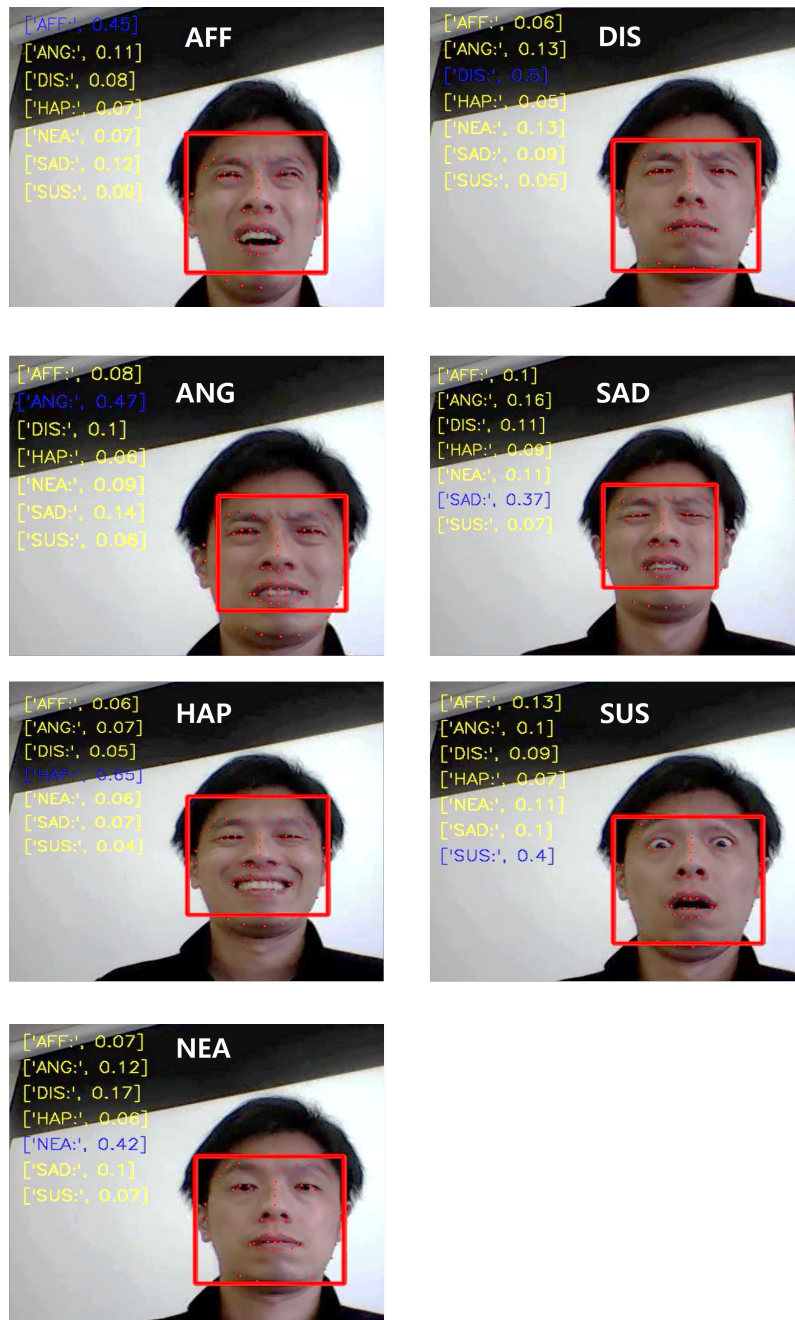 ['AFF:', 0.45]
['ANG:', 0.11]
['DIS:', 0.08]
['HAP:', 0.07]
['NEA:', 0.07]
['SAD:', 0.12]
['SUS:', 0.09]
AFF
['AFF:', 0.06]
['ANG:', 0.13]
['DIS:', 0.5]
['HAP:', 0.05]
['NEA:', 0.13]
['SAD:', 0.09]
['SUS:', 0.05]
DIS
['AFF:', 0.08]
['ANG:', 0.47]
['DIS:', 0.1]
['HAP:', 0.06]
['NEA:', 0.09]
['SAD:', 0.14]
['SUS:', 0.06]
ANG
['AFF:', 0.1]
['ANG:', 0.16]
['DIS:', 0.11]
['HAP:', 0.09]
['NEA:', 0.11]
['SAD:', 0.37]
['SUS:', 0.07]
SAD
['AFF:', 0.06]
['ANG:', 0.07]
['DIS:', 0.05]
['HAP:', 0.65]
['NEA:', 0.06]
['SAD:', 0.07]
['SUS:', 0.04]
HAP
['AFF:', 0.13]
['ANG:', 0.1]
['DIS:', 0.09]
['HAP:', 0.07]
['NEA:', 0.11]
['SAD:', 0.1]
['SUS:', 0.4]
SUS
['AFF:', 0.07]
['ANG:', 0.12]
['DIS:', 0.17]
['HAP:', 0.06]
['NEA:', 0.42]
['SAD:', 0.1]
['SUS:', 0.07]
NEA